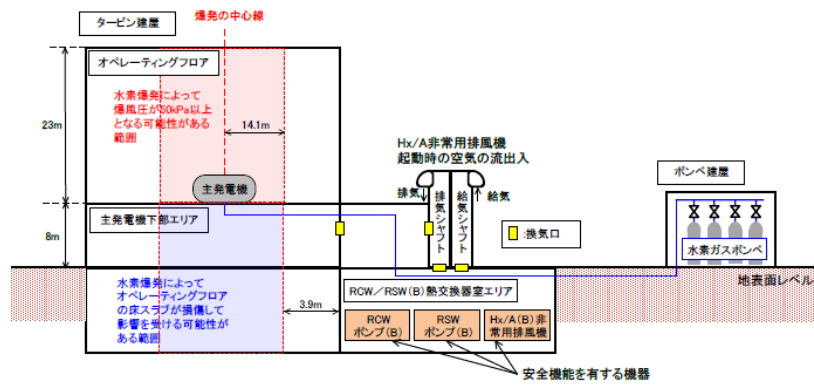 タービン建屋
爆発の中心線
オペレーティングフロア
水素爆発によって
爆風圧が50kPa以上
となる可能性がある
範囲
23m
14.1m
主発電機
Hx/A非常用排風機
起動時の空気の流出入
排気
給気
排気シャフト
給気シャフト
ボンベ建屋
水素ガスボンベ
主発電機下部エリア
8m
:換気口
地表面レベル
水素爆発によって
オペレーティングフロア
の床スラブが損傷して
影響を受ける可能性が
ある範囲
3.9m
RCW/RSW(B)熱交換器室エリア
RCW
ポンプ(B)
RSW
ポンプ(B)
Hx/A(B)非
常用排風機
安全機能を有する機器